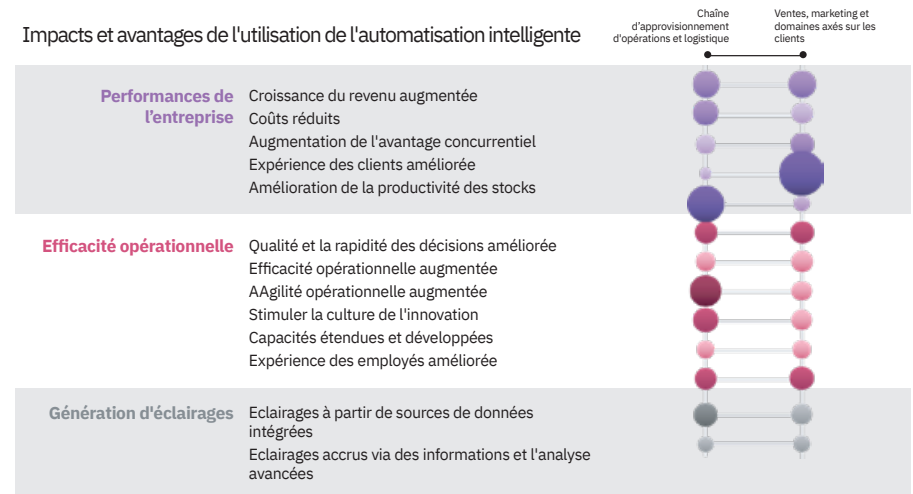 Impacts et avantages de l'utilisation de l'automatisation intelligente
Chaîne
d'approvisionnement
d'opérations et logistique
Ventes, marketing et
domaines axés sur les
clients
Performances de
l'entreprise
Croissance du revenu augmentée
Coûts réduits
Augmentation de l'avantage concurrentiel
Expérience des clients améliorée
Amélioration de la productivité des stocks
Efficacité opérationnelle
Qualité et la rapidité des décisions améliorée
Efficacité opérationnelle augmentée
AAgilité opérationnelle augmentée
Stimuler la culture de l'innovation
Capacités étendues et développées
Expérience des employés améliorée
Génération d'éclairages
Eclairages à partir de sources de données
intégrées
Eclairages accrus via des informations et l'analyse
avancées